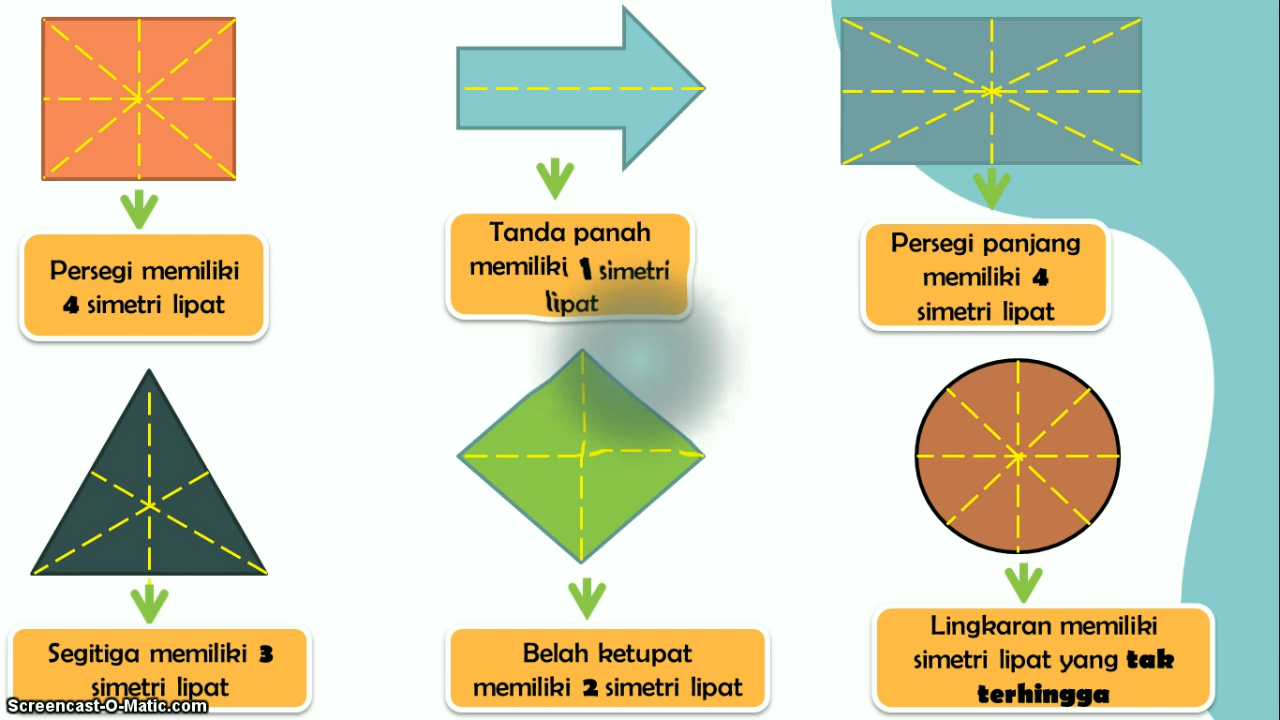 Persegi memiliki
4 simetri lipat
Tanda panah
memiliki 1 simetri
lipat
Persegi panjang
memiliki 4
simetri lipat
Segitiga memiliki 3
simetri lipat
Belah ketupat
memiliki 2 simetri lipat
Lingkaran memiliki
simetri lipat yang tak
terhingga
Screencast-O-Matic.com